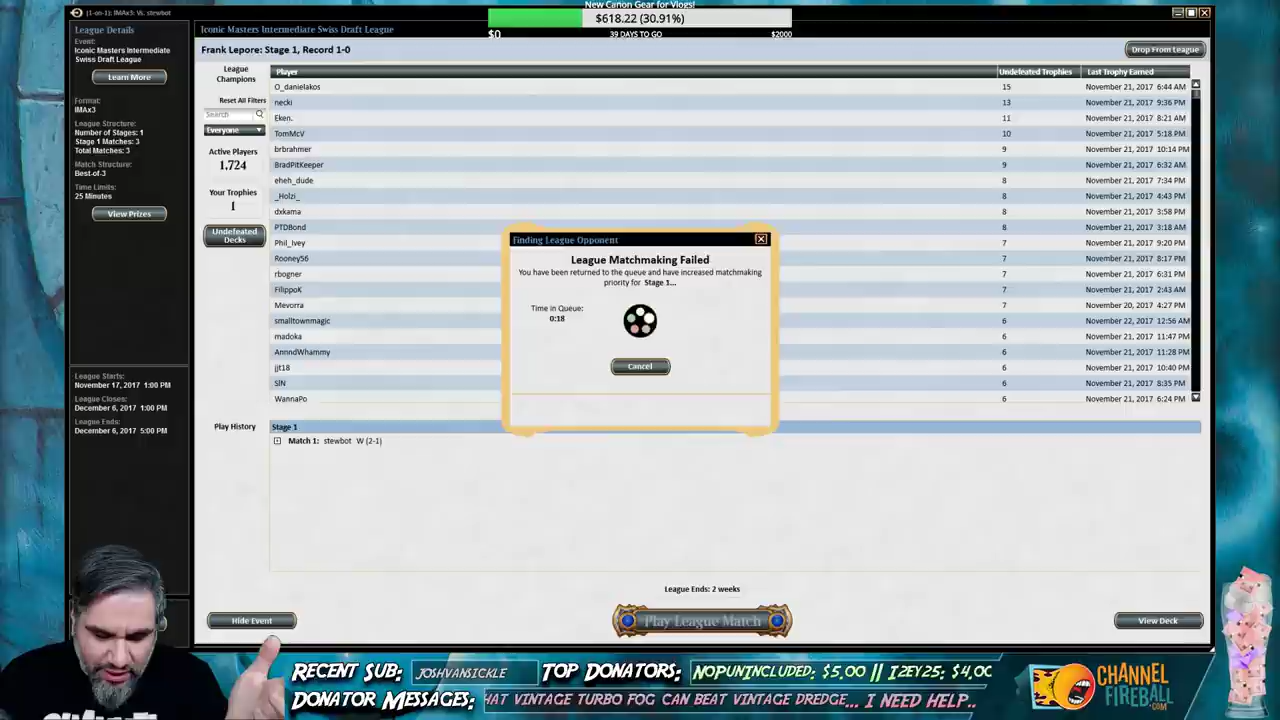 New Canon Gear for Vlogs!
(1-on-1): IMAx3: Vs. stewbot
$618.22 (30.91%)
$0
39 DAYS TO GO
$2000
League Details
Event:
Iconic Masters Intermediate
Swiss Draft League
Learn More
Format:
IMAx3
League Structure:
Number of Stages: 1
Stage 1 Matches: 3
Total Matches: 3
Match Structure:
Best-of-3
Time Limits:
25 Minutes
View Prizes
League Starts:
November 17, 2017 1:00 PM
League Closes:
December 6, 2017 1:00 PM
League Ends:
December 6, 2017 5:00 PM
Iconic Masters Intermediate Swiss Draft League
Frank Lepore: Stage 1, Record 1-0
Drop From League
League
Champions
Reset All Filters
Search
Everyone
Active Players
1,724
Your Trophies
1
Undefeated
Decks
Player Undefeated Trophies Last Trophy Earned
O_danielakos 15 November 21, 2017 6:44 AM
necki 13 November 21, 2017 9:36 PM
Eken. 11 November 21, 2017 8:21 AM
TomMcV 10 November 21, 2017 5:18 PM
brbrahmer 9 November 21, 2017 10:14 PM
BradPitKeeper 9 November 21, 2017 6:32 AM
eheh_dude 8 November 21, 2017 7:34 PM
_Holzi_ 8 November 21, 2017 4:43 PM
dxkama 8 November 21, 2017 3:58 PM
PTDBond 8 November 21, 2017 3:18 AM
Phil_Ivey 7 November 21, 2017 9:20 PM
Rooney56 7 November 21, 2017 8:17 PM
rbogner 7 November 21, 2017 6:31 PM
FilippoK 7 November 21, 2017 2:43 AM
Mevorra 7 November 20, 2017 4:27 PM
smalltownmagic 6 November 22, 2017 12:56 AM
madoka 6 November 21, 2017 11:47 PM
AnnndWhammy 6 November 21, 2017 11:28 PM
jjt18 6 November 21, 2017 10:40 PM
6 November 21, 2017 8:35 PM
WannaPo 6 November 21, 2017 6:24 PM
Finding League Opponent
League Matchmaking Failed
You have been returned to the queue and have increased matchmaking
priority for Stage 1...
Time in Queue:
0:18
Cancel
Play History
Stage 1
Match 1: stewbot W (2-1)
League Ends: 2 weeks
Hide Event
Play League Match
View Deck
RECENT SUB: JOSHVANSICKLE TOP DONATORS: NOPUNINCLUDED: $5.00 || IZEY25: $4.00
DONATOR MESSAGES: HAT VINTAGE TURBO FOG CAN BEAT VINTAGE DREDGE... I NEED HELP..
CHANNEL
FIREBALL
.COM